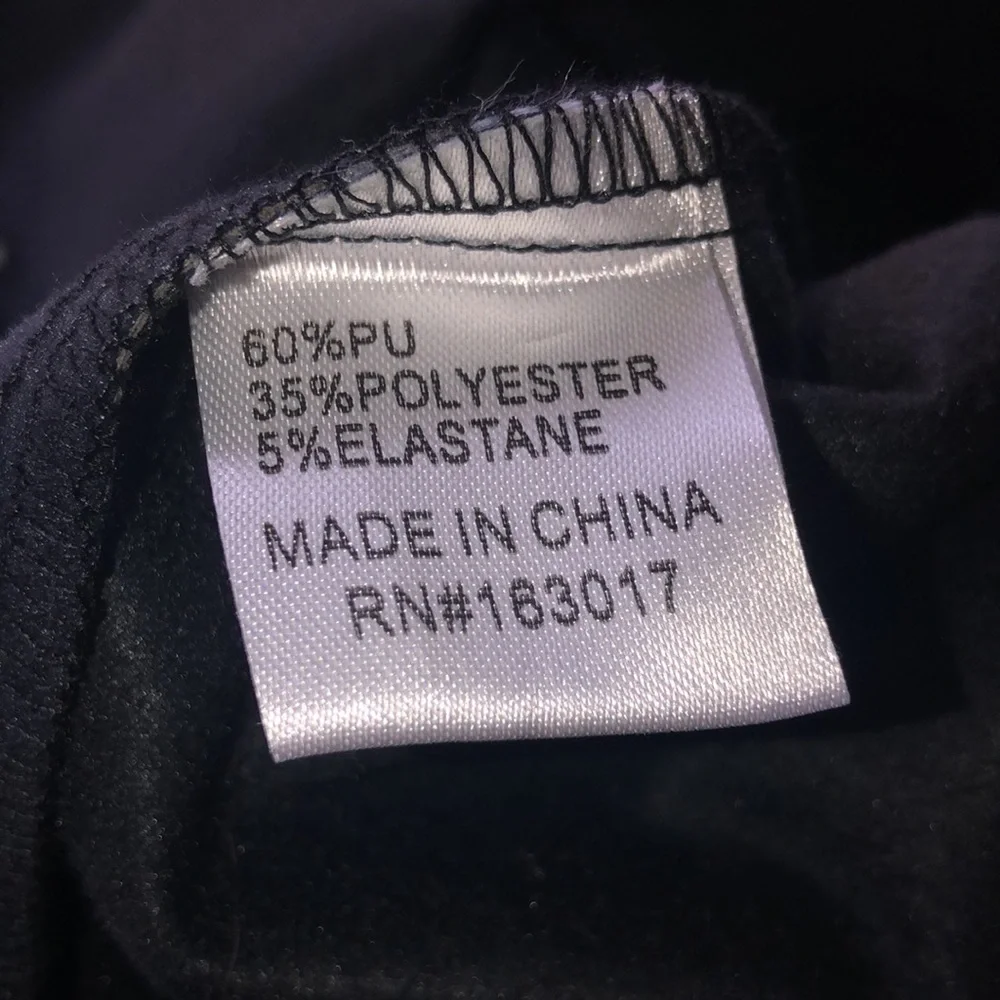 60%PU
35%POLYESTER
5%ELASTANE
MADE IN CHINA
RN#163017